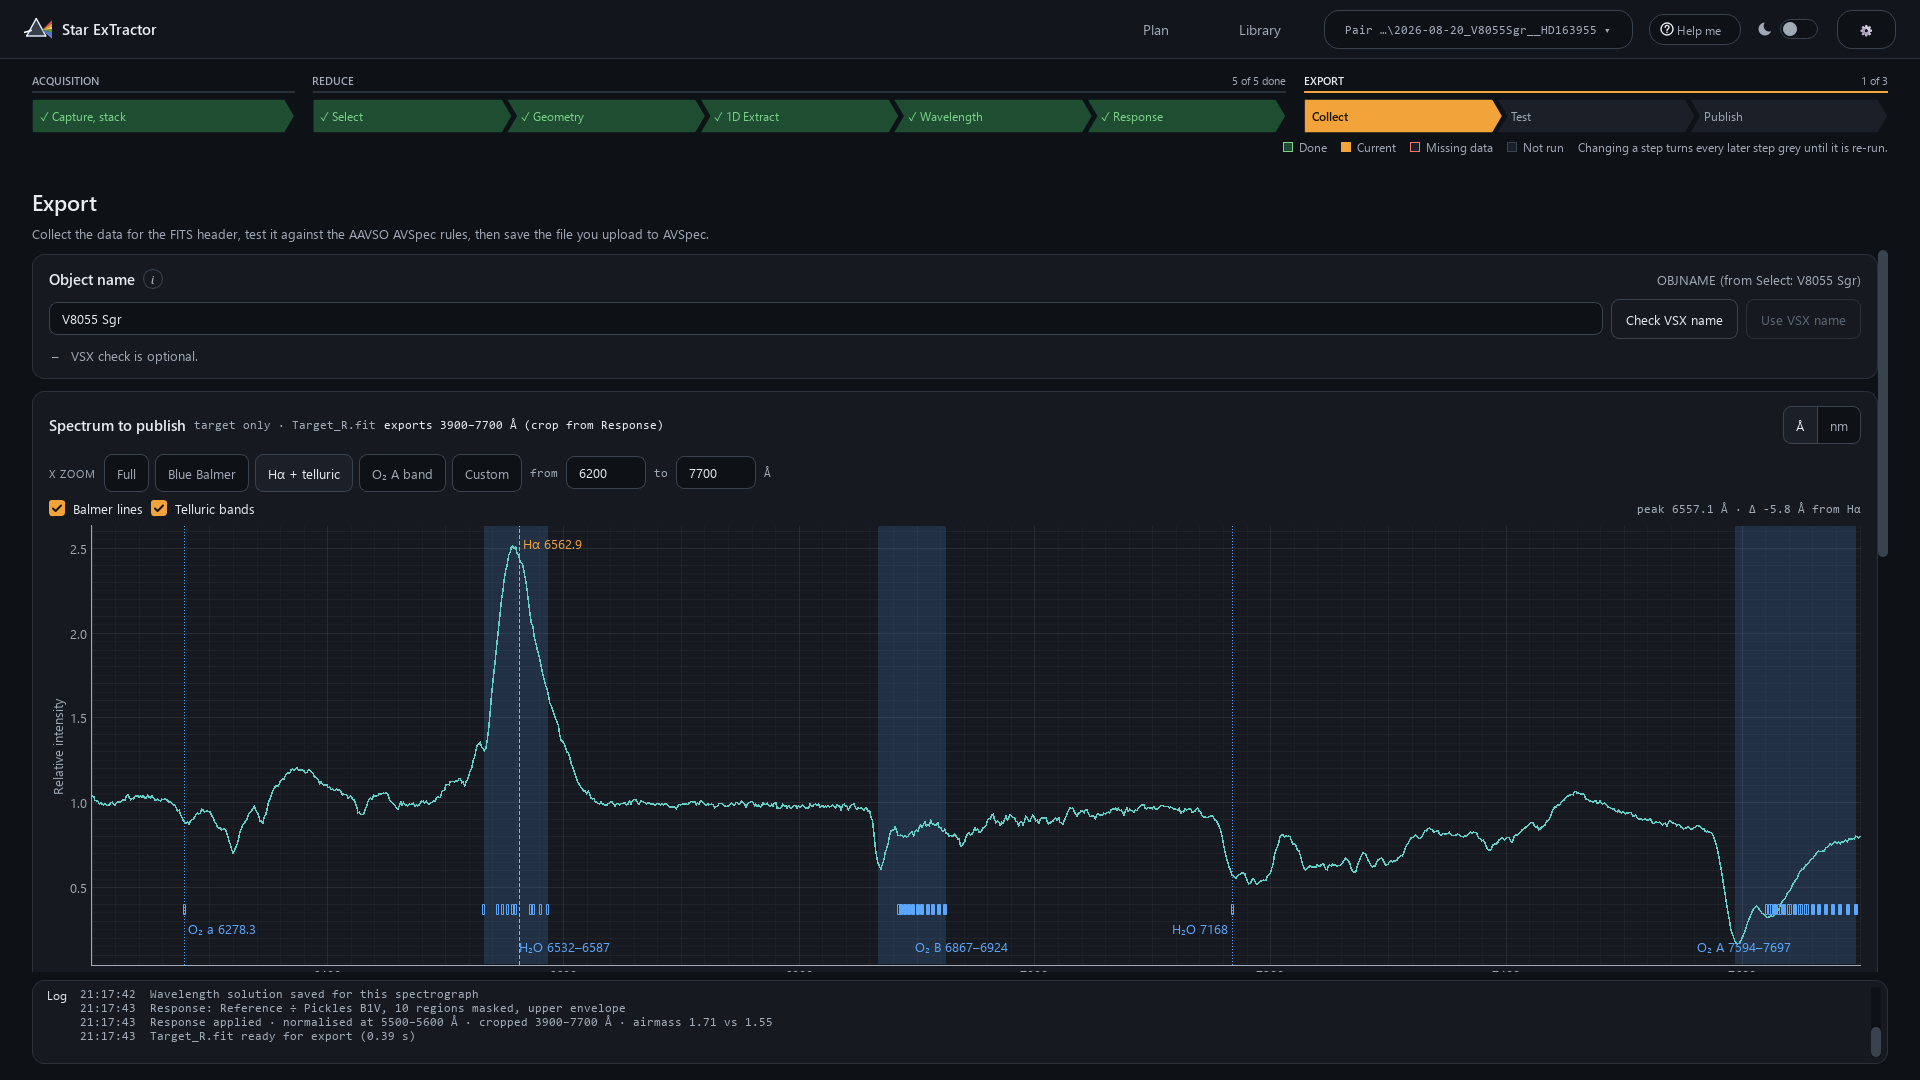 Star ExTractor
Plan
Library
Pair …\2026-08-20_V8055Sgr__HD163955 ▾
Help me
ACQUISITION
✓ Capture, stack
REDUCE
5 of 5 done
✓ Select
✓ Geometry
✓ 1D Extract
✓ Wavelength
✓ Response
EXPORT
1 of 3
Collect
Test
Publish
Done
Current
Missing data
Not run
Changing a step turns every later step grey until it is re-run.
Export
Collect the data for the FITS header, test it against the AAVSO AVSpec rules, then save the file you upload to AVSpec.
Object name i
OBJNAME (from Select: V8055 Sgr)
V8055 Sgr
Check VSX name
Use VSX name
– VSX check is optional.
Spectrum to publish target only · Target_R.fit exports 3900–7700 Å (crop from Response)
Å nm
X ZOOM Full Blue Balmer Hα + telluric O₂ A band Custom from 6200 to 7700 Å
Balmer lines Telluric bands
peak 6557.1 Å · Δ -5.8 Å from Hα
Hα 6562.9
2.5
2.0
1.5
1.0
0.5
Relative intensity
O₂ a 6278.3
H₂O 6532–6587
O₂ B 6867–6924
H₂O 7168
O₂ A 7594–7697
Log
21:17:42 Wavelength solution saved for this spectrograph
21:17:43 Response: Reference ÷ Pickles B1V, 10 regions masked, upper envelope
21:17:43 Response applied · normalised at 5500–5600 Å · cropped 3900–7700 Å · airmass 1.71 vs 1.55
21:17:43 Target_R.fit ready for export (0.39 s)